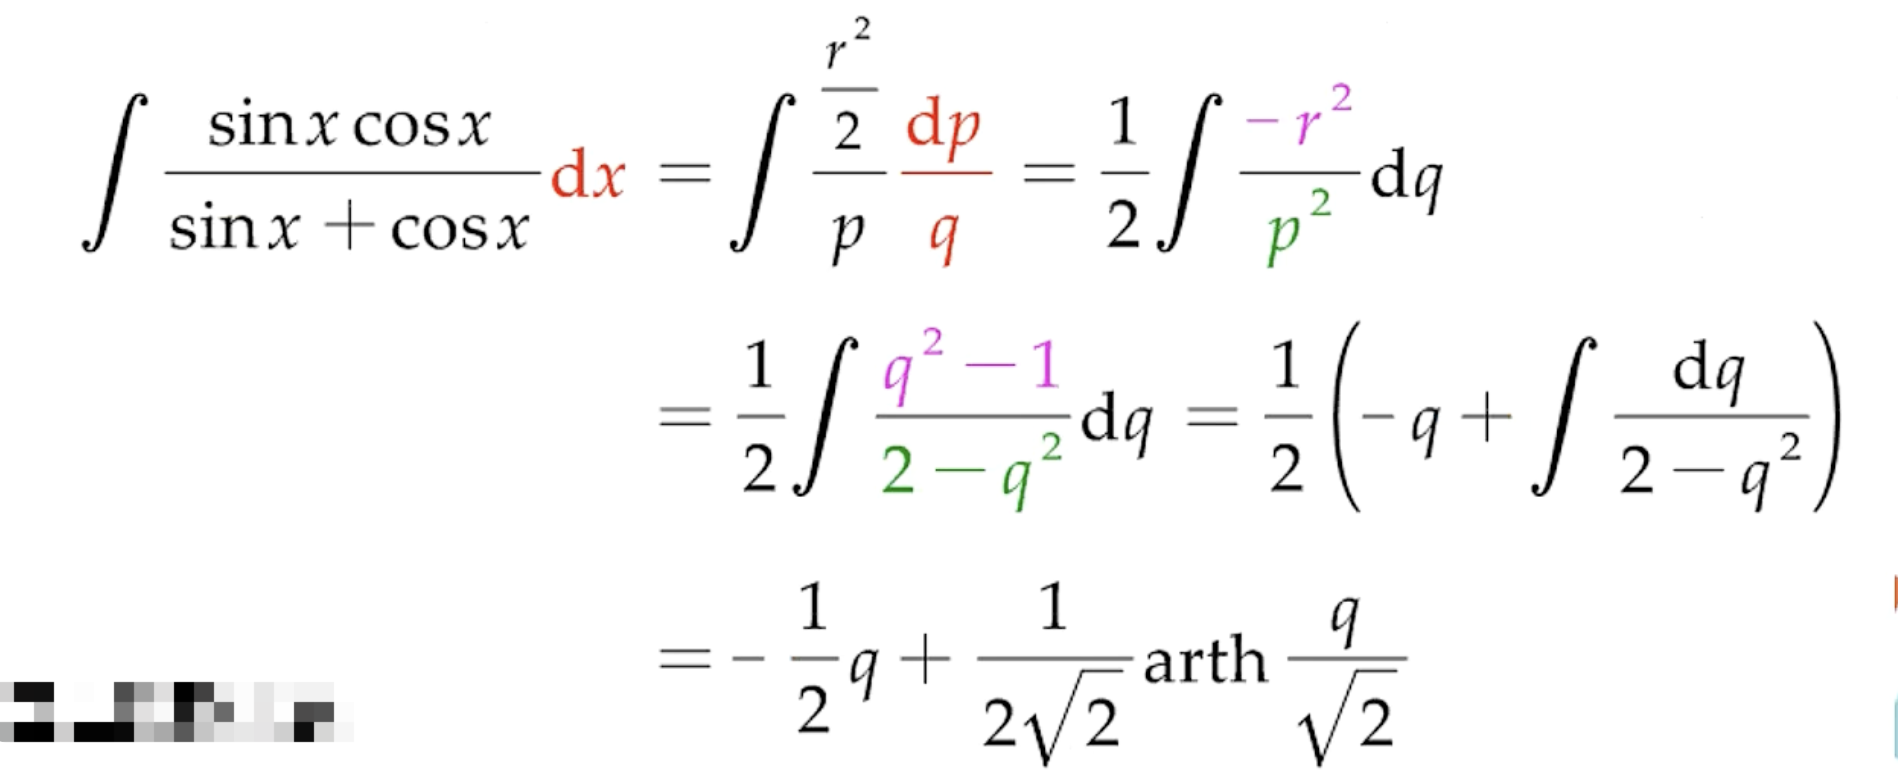 ∫ (sin x cos x)/(sin x + cos x) dx = ∫ ((r²/2)/p) (dp/q) = (1/2) ∫ (−r²/p²) dq
= (1/2) ∫ (q² − 1)/(2 − q²) dq = (1/2) (−q + ∫ dq/(2 − q²))
= −(1/2) q + (1/(2√2)) arth (q/√2)